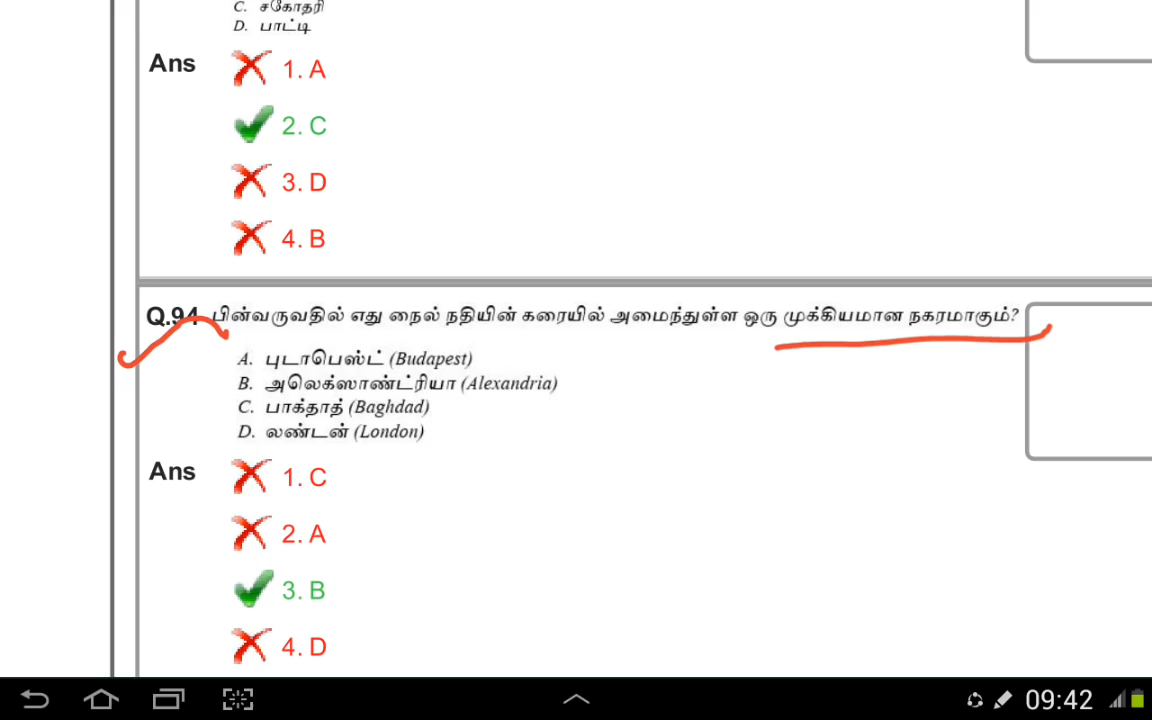 C. சகோதரி
D. பாட்டி
Ans
1. A
2. C
3. D
4. B
Q.94 பின்வருவதில் எது நைல் நதியின் கரையில் அமைந்துள்ள ஒரு முக்கியமான நகரமாகும்?
A. புடாபெஸ்ட் (Budapest)
B. அலெக்ஸாண்ட்ரியா (Alexandria)
C. பாக்தாத் (Baghdad)
D. லண்டன் (London)
Ans
1. C
2. A
3. B
4. D
09:42